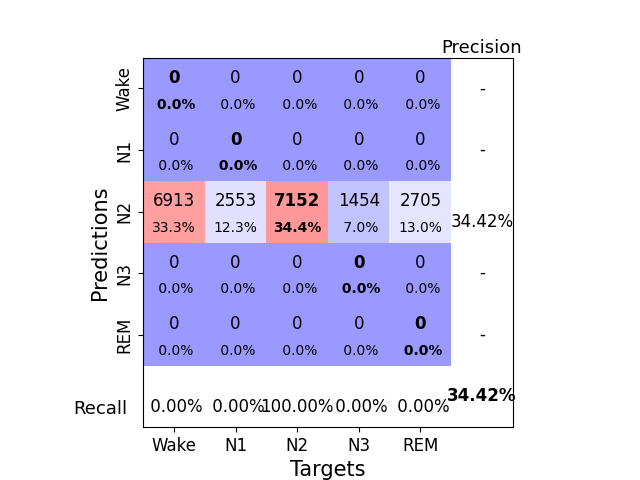 Precision
Wake 0 0 0 0 0 -
0.0% 0.0% 0.0% 0.0% 0.0%
N1 0 0 0 0 0 -
0.0% 0.0% 0.0% 0.0% 0.0%
N2 6913 2553 7152 1454 2705 34.42%
33.3% 12.3% 34.4% 7.0% 13.0%
N3 0 0 0 0 0 -
0.0% 0.0% 0.0% 0.0% 0.0%
REM 0 0 0 0 0 -
0.0% 0.0% 0.0% 0.0% 0.0%
Predictions
34.42%
Recall 0.00% 0.00% 100.00% 0.00% 0.00%
Wake N1 N2 N3 REM
Targets